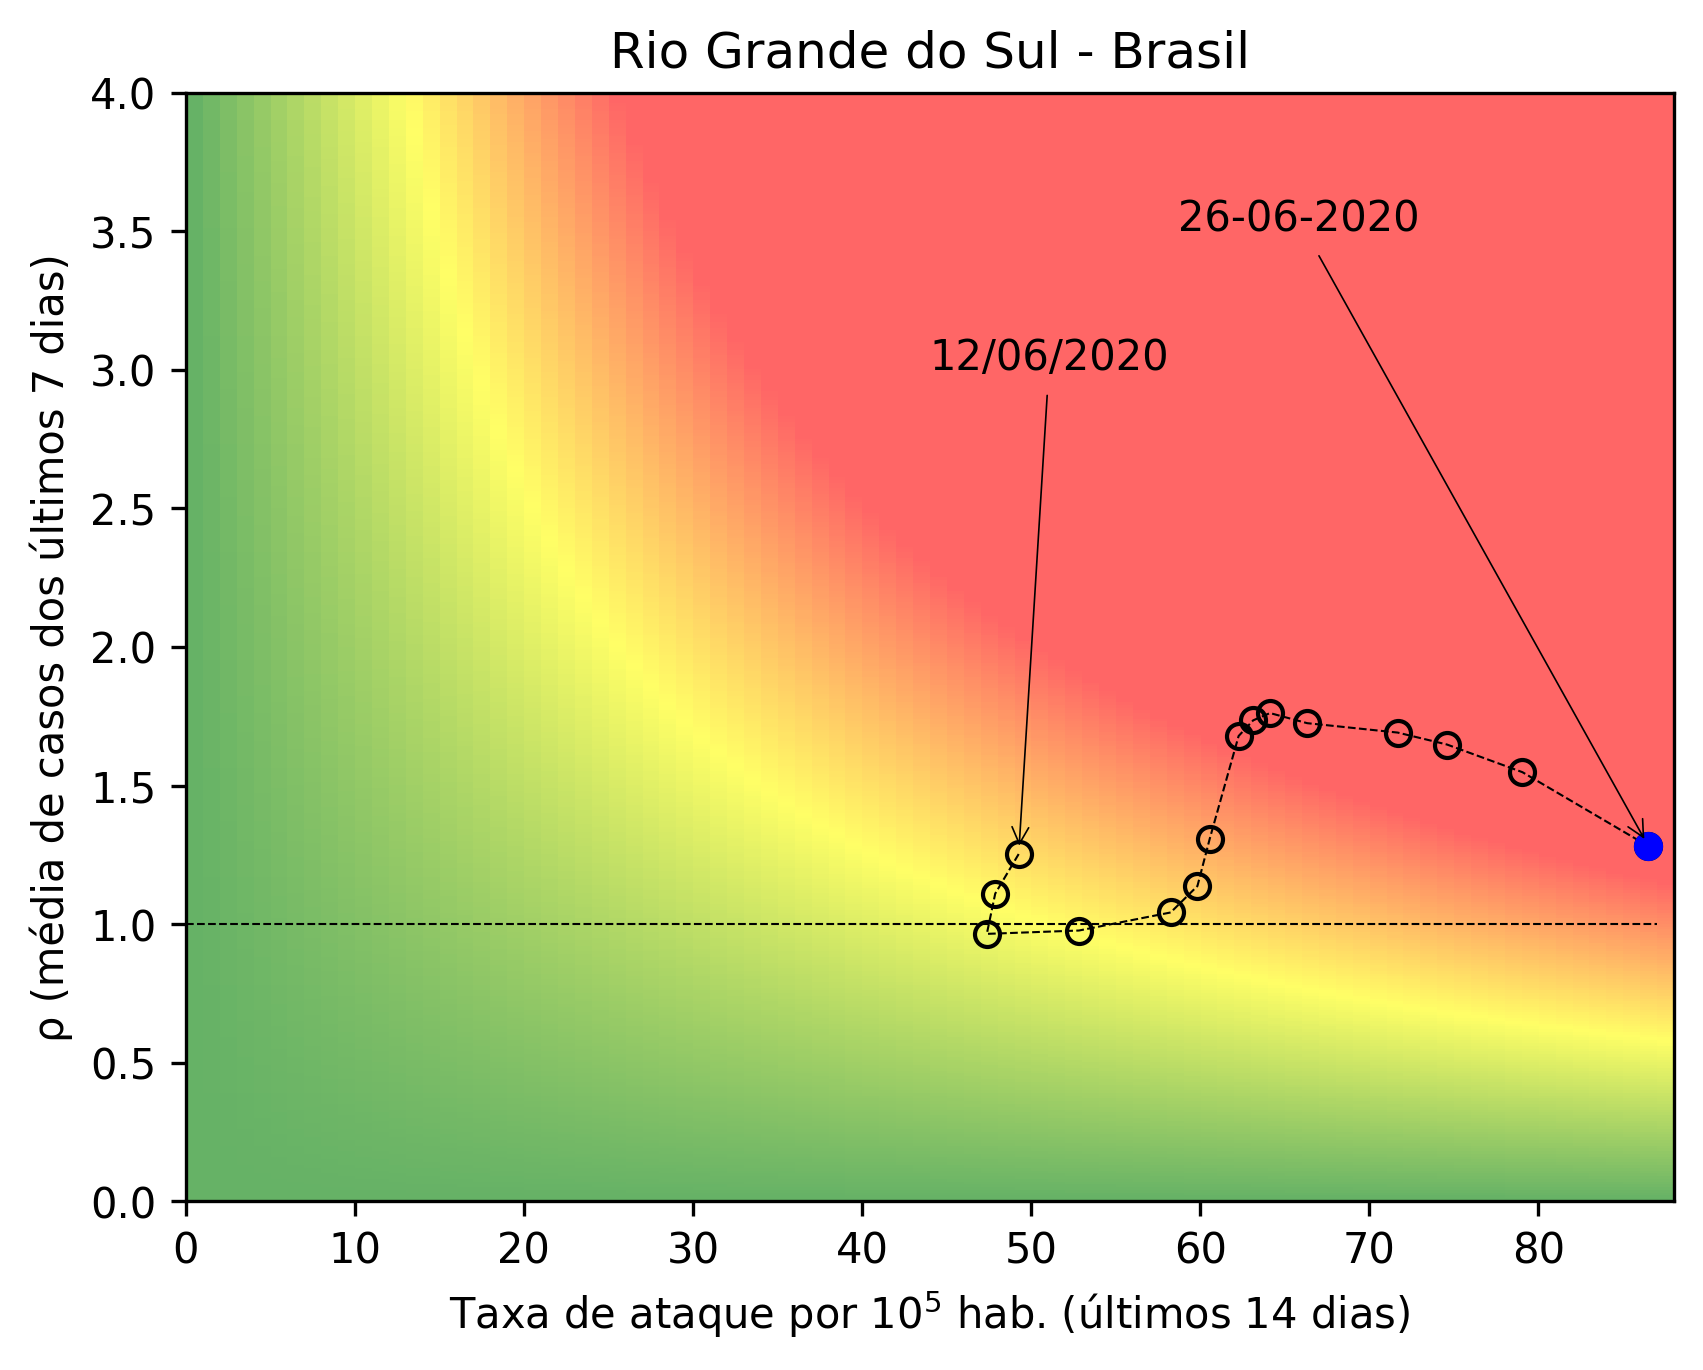 Rio Grande do Sul - Brasil
4.0
3.5
3.0
2.5
2.0
1.5
1.0
0.5
0.0
ρ (média de casos dos últimos 7 dias)
26-06-2020
12/06/2020
0 10 20 30 40 50 60 70 80
Taxa de ataque por 10⁵ hab. (últimos 14 dias)